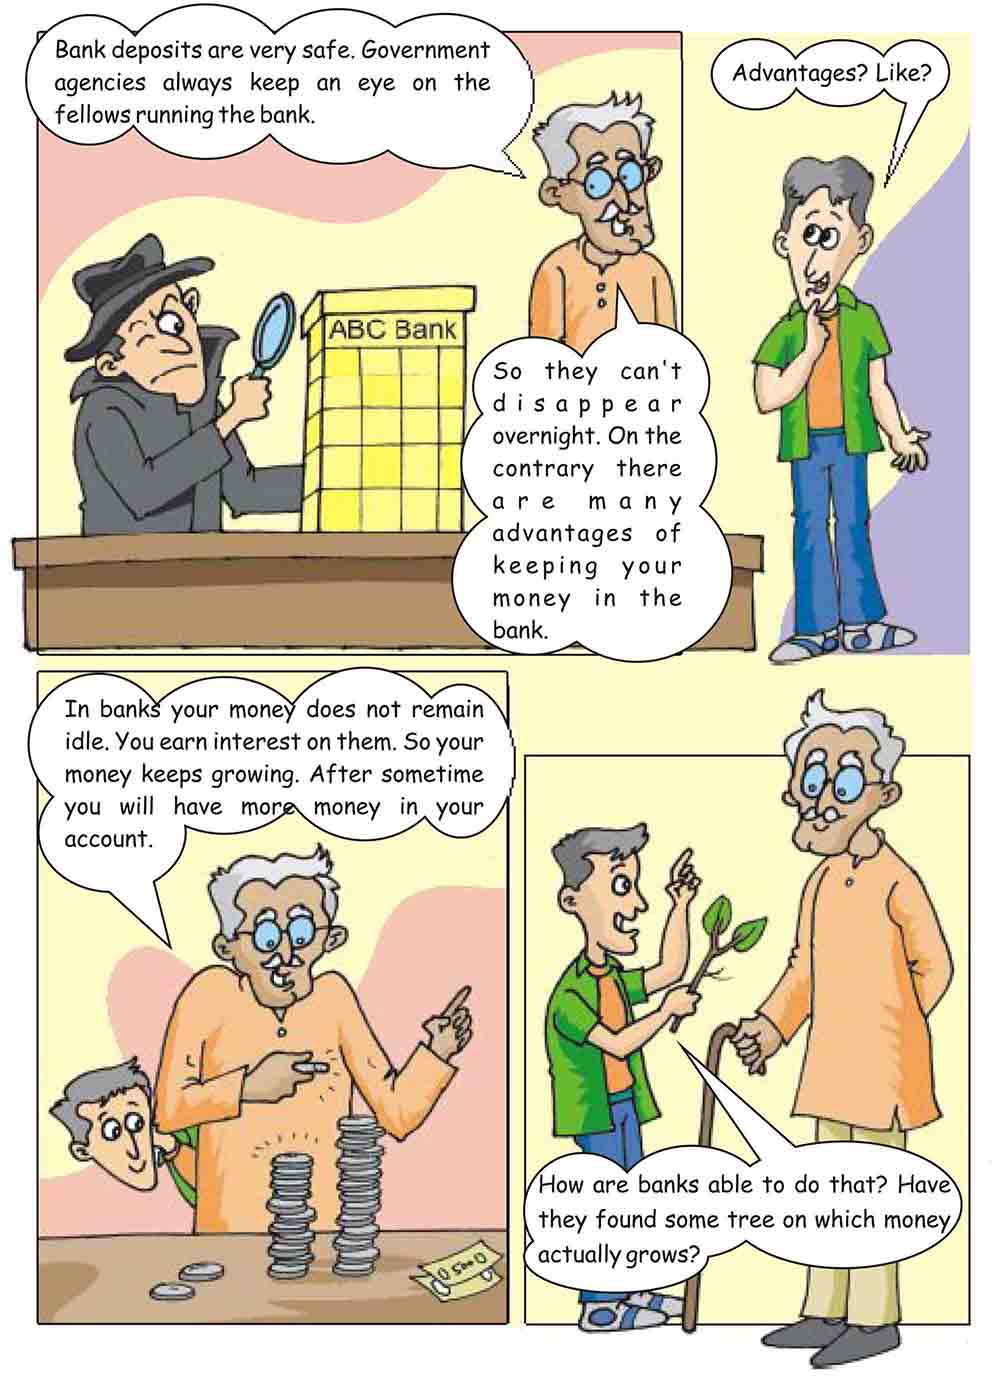 Bank deposits are very safe. Government
agencies always keep an eye on the
fellows running the bank.
ABC Bank
So they can't
disappear
overnight. On the
contrary there
are many
advantages of
keeping your
money in the
bank.
Advantages? Like?
In banks your money does not remain
idle. You earn interest on them. So your
money keeps growing. After sometime
you will have more money in your
account.
500
How are banks able to do that? Have
they found some tree on which money
actually grows?